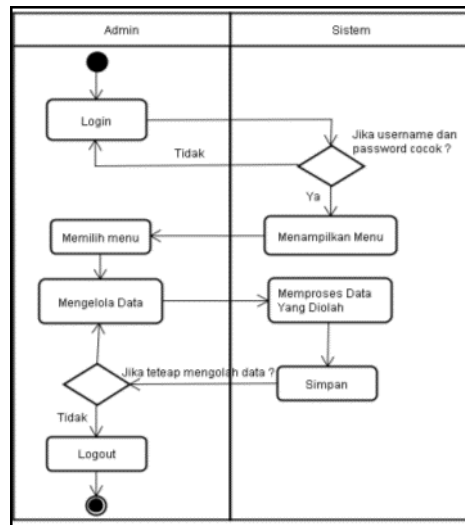 Admin
Sistem
Login
Jika username dan
password cocok ?
Tidak
Ya
Memilih menu
Menampilkan Menu
Mengelola Data
Memproses Data
Yang Diolah
Jika teteap mengolah data ?
Simpan
Tidak
Logout